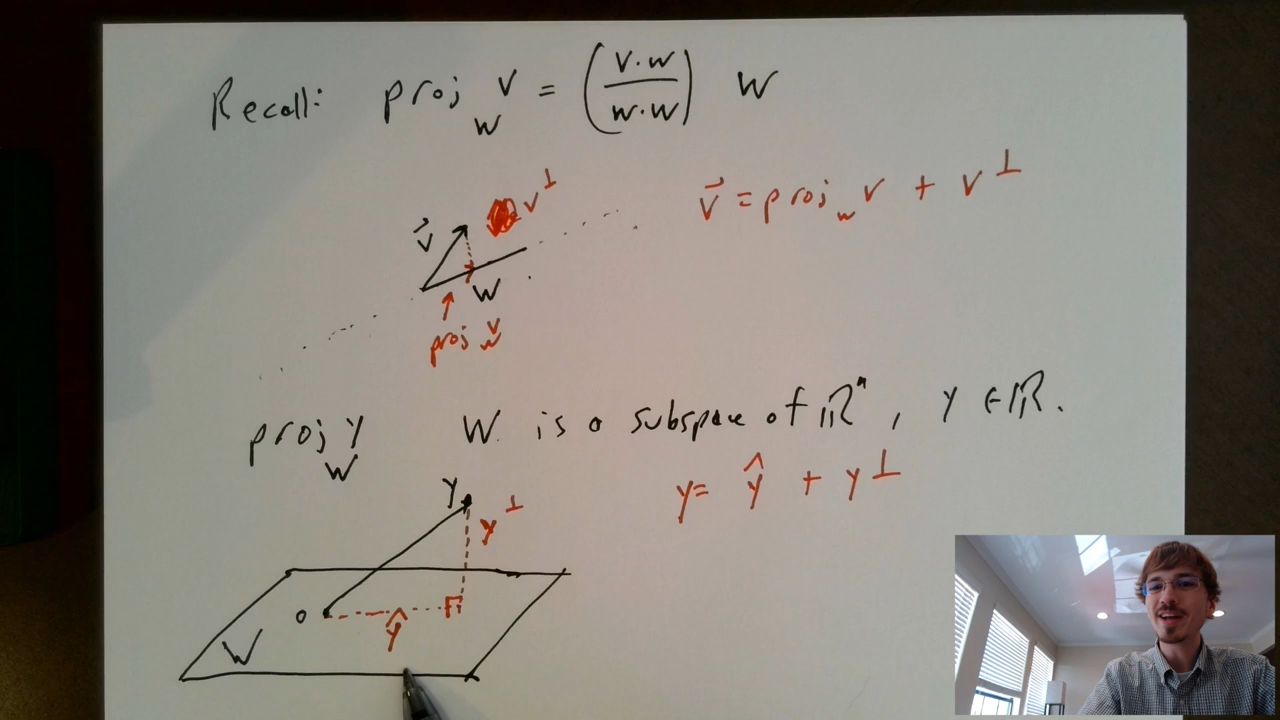 Recall: proj_w v = (v·w / w·w) w
v⊥
v⃗ = proj_w v + v⊥
v⃗
w
proj_w v
proj_W y W is a subspace of ℝⁿ, y ∈ ℝ.
y = ŷ + y⊥
y
y⊥
0
ŷ
W